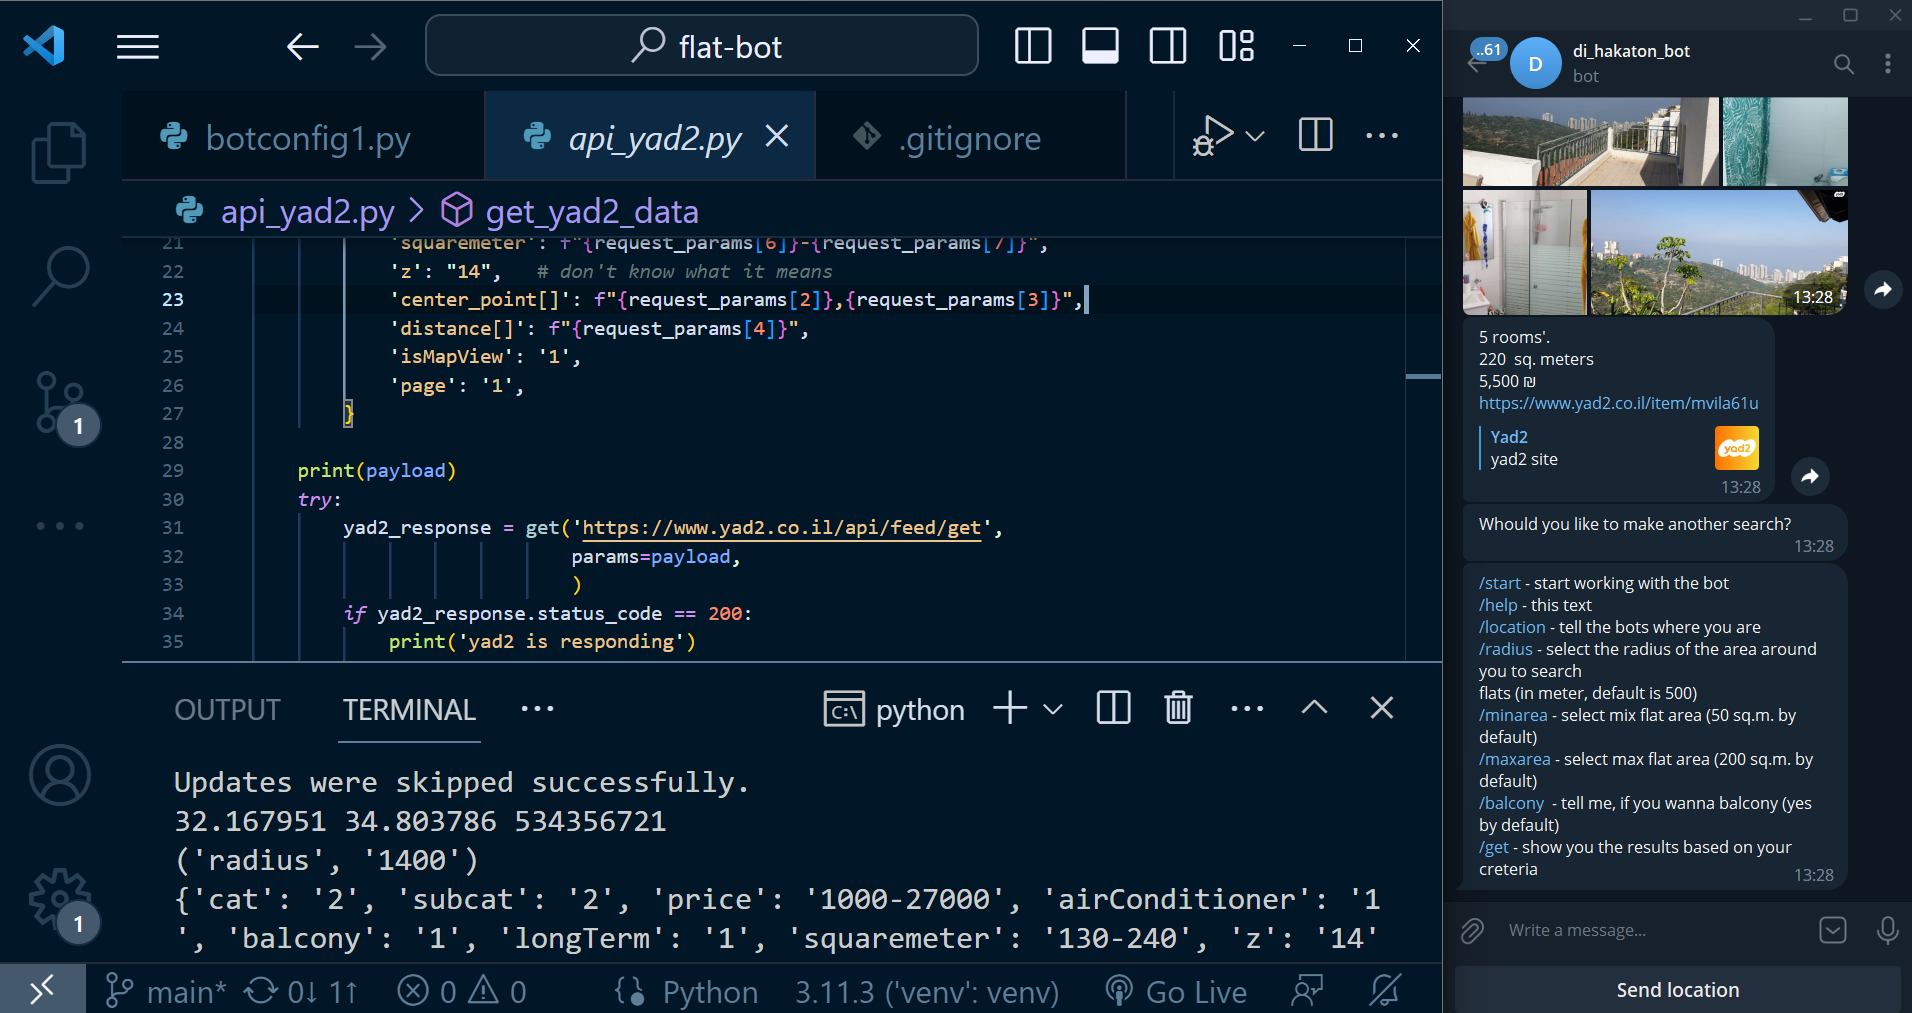 flat-bot
botconfig1.py
api_yad2.py
.gitignore
api_yad2.py > get_yad2_data
21 'squaremeter': f"{request_params[6]}-{request_params[7]}",
22 'z': "14", # don't know what it means
23 'center_point[]': f"{request_params[2]},{request_params[3]}",
24 'distance[]': f"{request_params[4]}",
25 'isMapView': '1',
26 'page': '1',
27 }
28
29 print(payload)
30 try:
31 yad2_response = get('https://www.yad2.co.il/api/feed/get',
32 params=payload,
33 )
34 if yad2_response.status_code == 200:
35 print('yad2 is responding')
OUTPUT TERMINAL ··· python
Updates were skipped successfully.
32.167951 34.803786 534356721
('radius', '1400')
{'cat': '2', 'subcat': '2', 'price': '1000-27000', 'airConditioner': '1
', 'balcony': '1', 'longTerm': '1', 'squaremeter': '130-240', 'z': '14'
1
1
main* 0↓ 1↑ 0 0 Python 3.11.3 ('venv': venv) Go Live
..61
D
di_hakaton_bot
bot
13:28
5 rooms'.
220 sq. meters
5,500 ₪
https://www.yad2.co.il/item/mvila61u
Yad2
yad2 site
yad2
13:28
Whould you like to make another search?
13:28
/start - start working with the bot
/help - this text
/location - tell the bots where you are
/radius - select the radius of the area around
you to search
flats (in meter, default is 500)
/minarea - select mix flat area (50 sq.m. by
default)
/maxarea - select max flat area (200 sq.m. by
default)
/balcony - tell me, if you wanna balcony (yes
by default)
/get - show you the results based on your
creteria
13:28
Write a message...
Send location